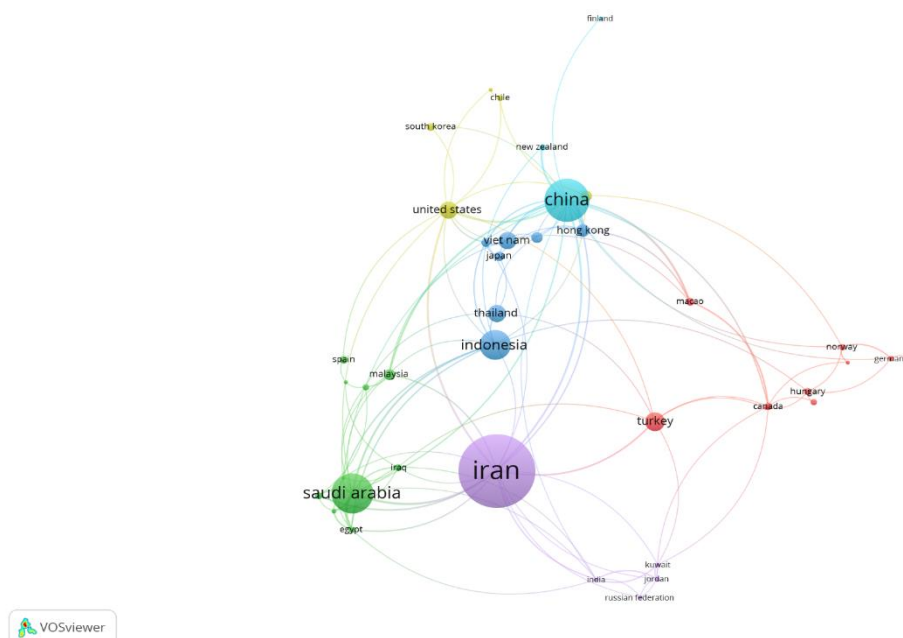 finland
chile
south korea
new zealand
china
united states
hong kong
viet nam
japan
macao
thailand
indonesia
norway
spain
german
malaysia
hungary
canada
turkey
iraq
iran
saudi arabia
egypt
kuwait
india
jordan
russian federation
VOSviewer